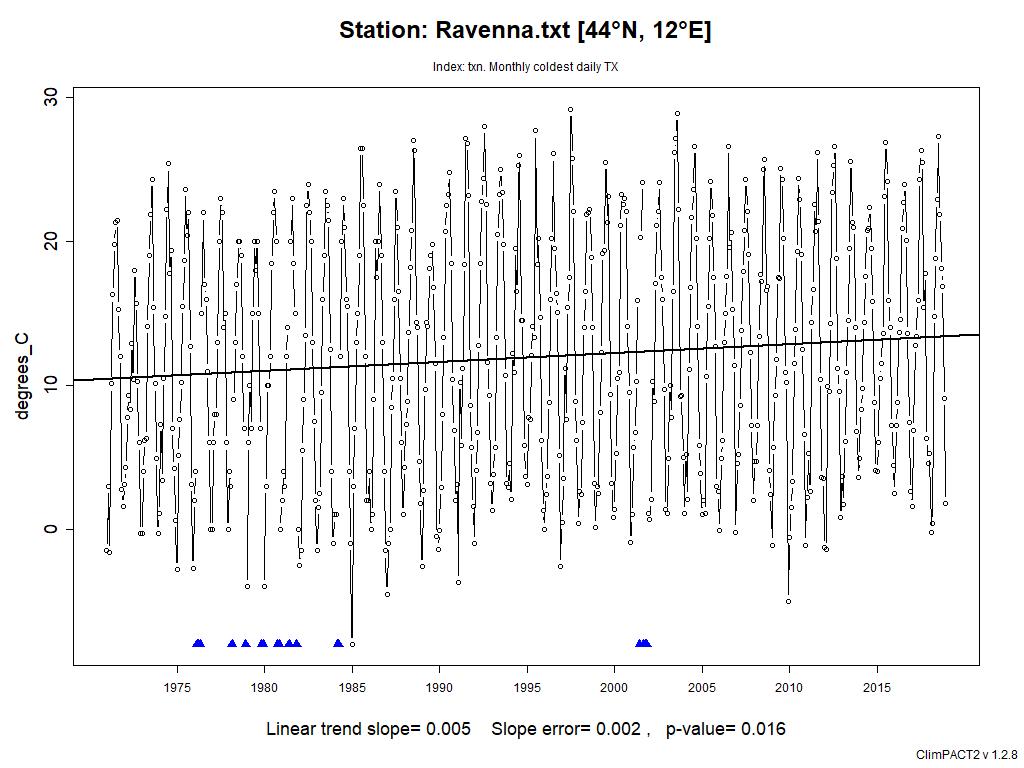 Station: Ravenna.txt [44°N, 12°E]
Index: txn. Monthly coldest daily TX
degrees_C
30
20
10
0
1975 1980 1985 1990 1995 2000 2005 2010 2015
Linear trend slope= 0.005 Slope error= 0.002 , p-value= 0.016
ClimPACT2 v 1.2.8